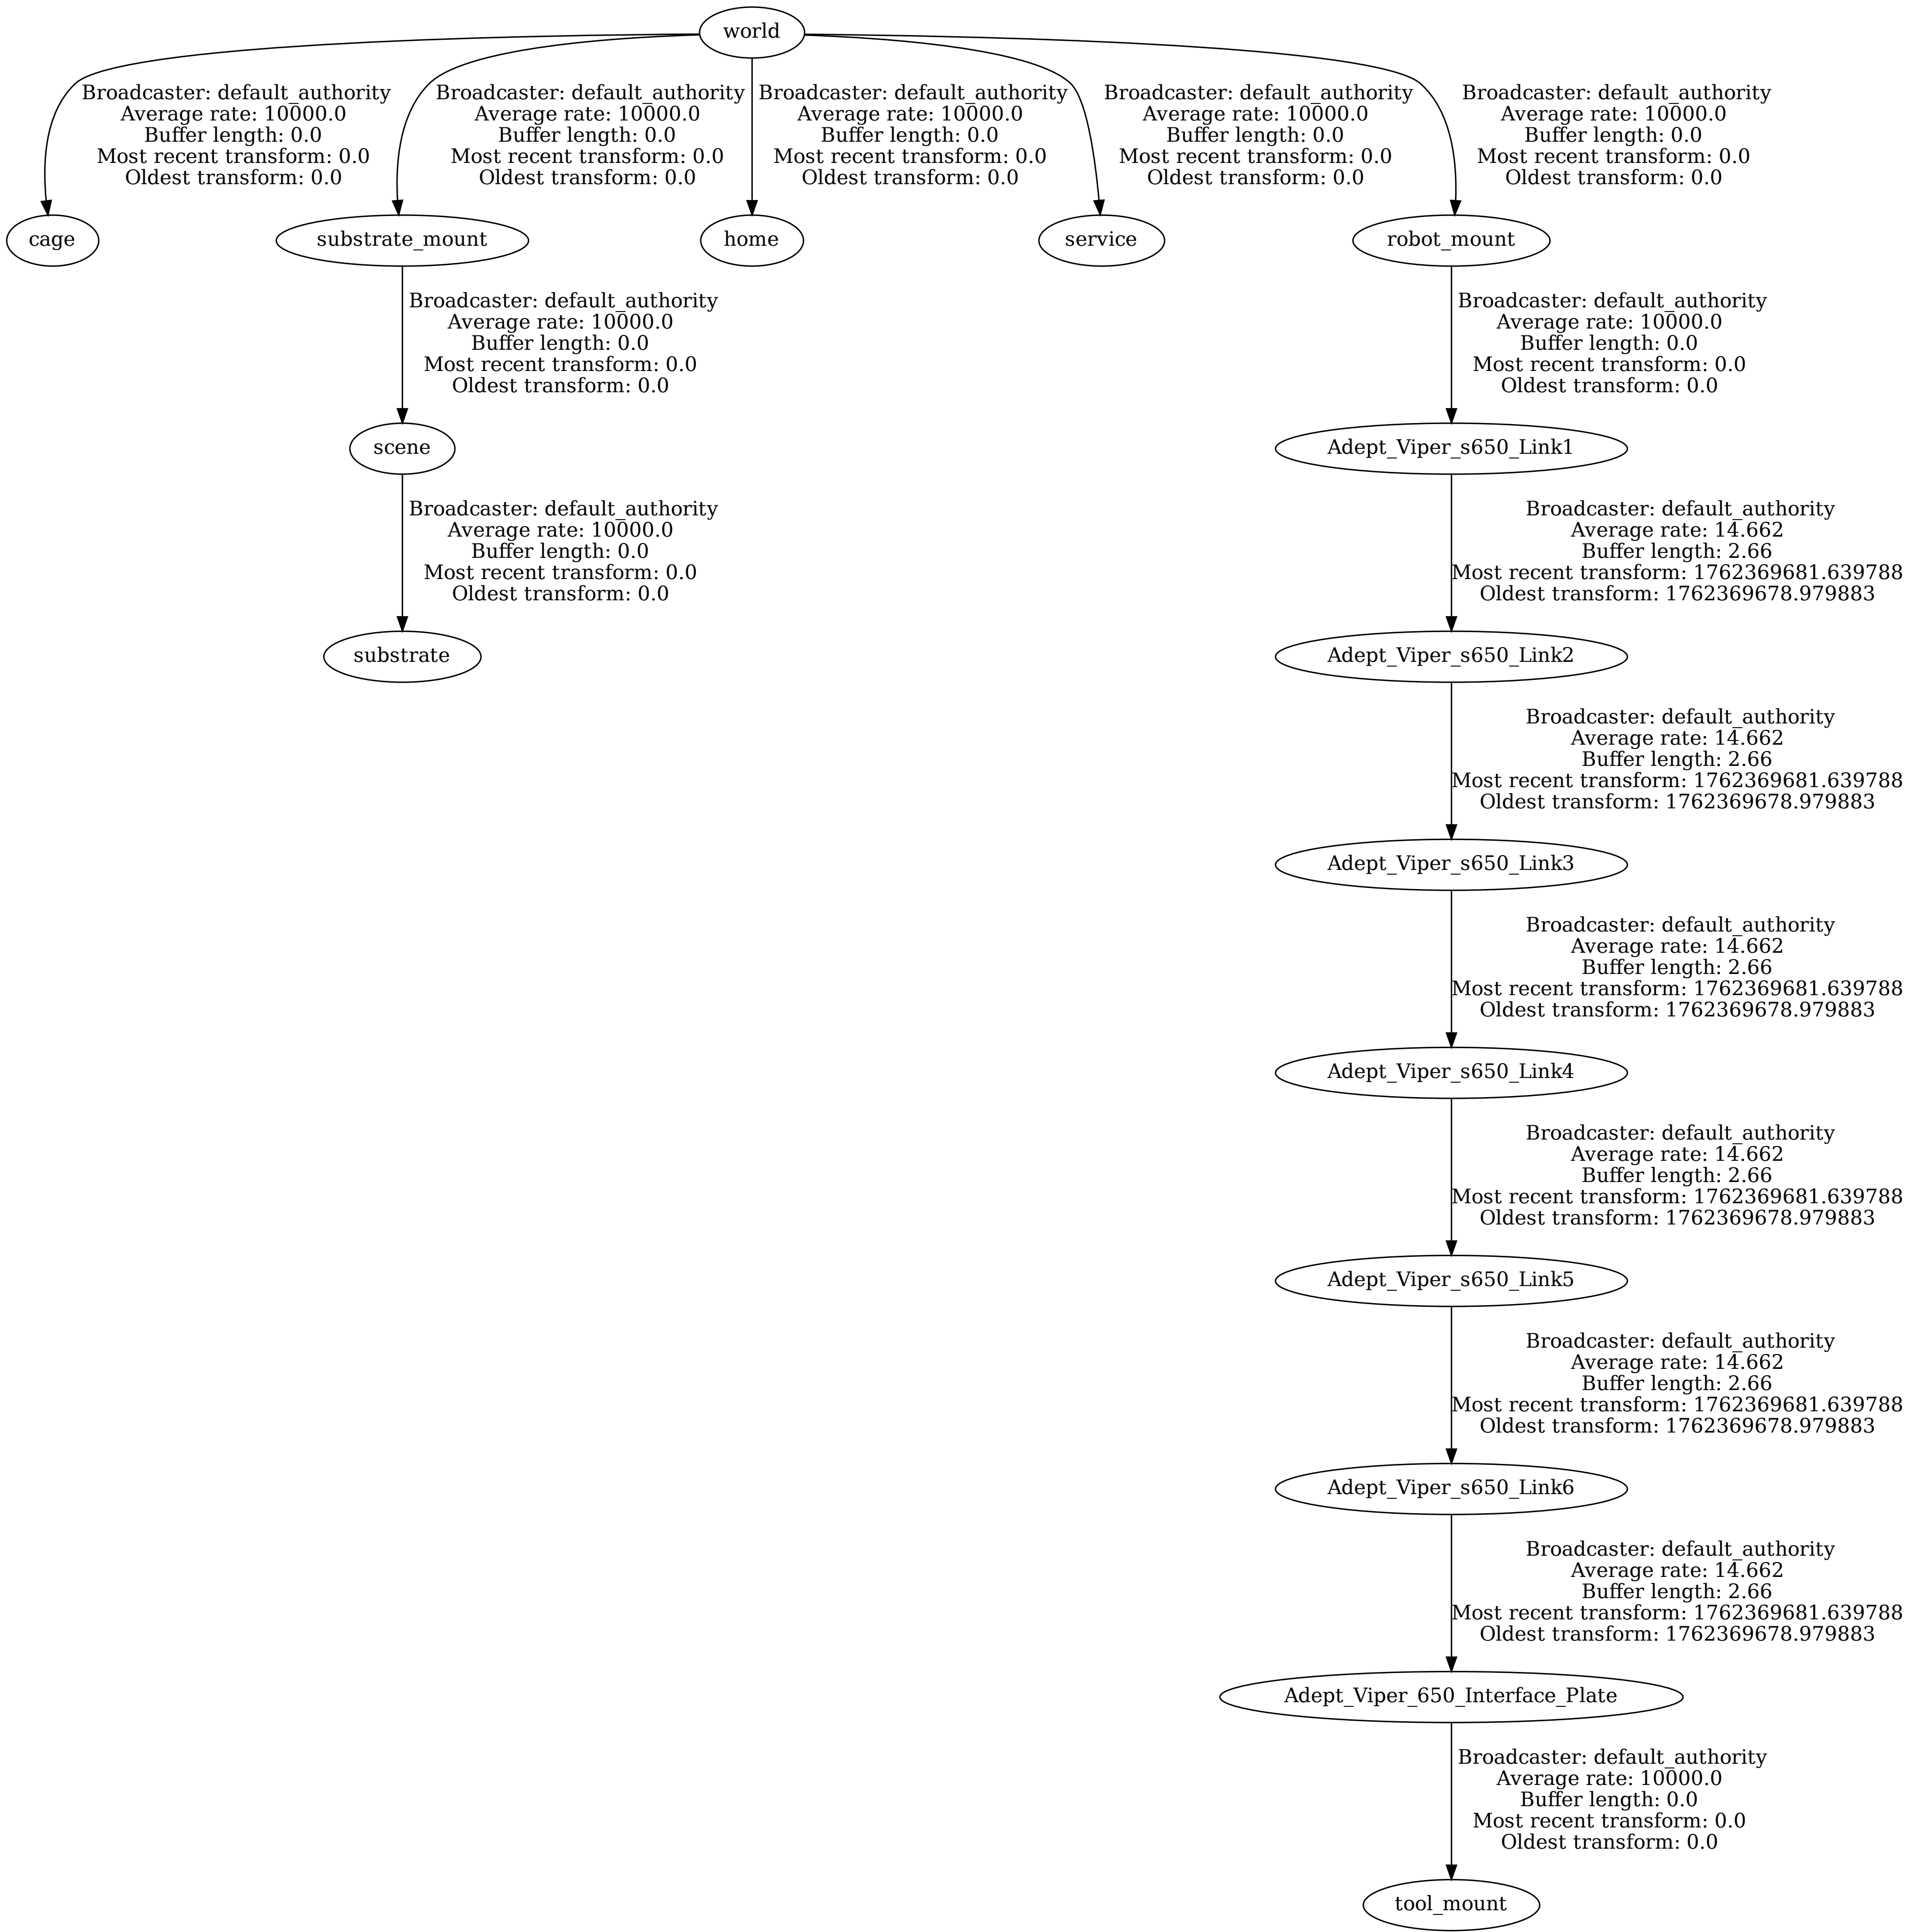 world
Broadcaster: default_authority
Average rate: 10000.0
Buffer length: 0.0
Most recent transform: 0.0
Oldest transform: 0.0
Broadcaster: default_authority
Average rate: 10000.0
Buffer length: 0.0
Most recent transform: 0.0
Oldest transform: 0.0
Broadcaster: default_authority
Average rate: 10000.0
Buffer length: 0.0
Most recent transform: 0.0
Oldest transform: 0.0
Broadcaster: default_authority
Average rate: 10000.0
Buffer length: 0.0
Most recent transform: 0.0
Oldest transform: 0.0
Broadcaster: default_authority
Average rate: 10000.0
Buffer length: 0.0
Most recent transform: 0.0
Oldest transform: 0.0
cage
substrate_mount
home
service
robot_mount
Broadcaster: default_authority
Average rate: 10000.0
Buffer length: 0.0
Most recent transform: 0.0
Oldest transform: 0.0
Broadcaster: default_authority
Average rate: 10000.0
Buffer length: 0.0
Most recent transform: 0.0
Oldest transform: 0.0
scene
Adept_Viper_s650_Link1
Broadcaster: default_authority
Average rate: 10000.0
Buffer length: 0.0
Most recent transform: 0.0
Oldest transform: 0.0
Broadcaster: default_authority
Average rate: 14.662
Buffer length: 2.66
Most recent transform: 1762369681.639788
Oldest transform: 1762369678.979883
substrate
Adept_Viper_s650_Link2
Broadcaster: default_authority
Average rate: 14.662
Buffer length: 2.66
Most recent transform: 1762369681.639788
Oldest transform: 1762369678.979883
Adept_Viper_s650_Link3
Broadcaster: default_authority
Average rate: 14.662
Buffer length: 2.66
Most recent transform: 1762369681.639788
Oldest transform: 1762369678.979883
Adept_Viper_s650_Link4
Broadcaster: default_authority
Average rate: 14.662
Buffer length: 2.66
Most recent transform: 1762369681.639788
Oldest transform: 1762369678.979883
Adept_Viper_s650_Link5
Broadcaster: default_authority
Average rate: 14.662
Buffer length: 2.66
Most recent transform: 1762369681.639788
Oldest transform: 1762369678.979883
Adept_Viper_s650_Link6
Broadcaster: default_authority
Average rate: 14.662
Buffer length: 2.66
Most recent transform: 1762369681.639788
Oldest transform: 1762369678.979883
Adept_Viper_650_Interface_Plate
Broadcaster: default_authority
Average rate: 10000.0
Buffer length: 0.0
Most recent transform: 0.0
Oldest transform: 0.0
tool_mount